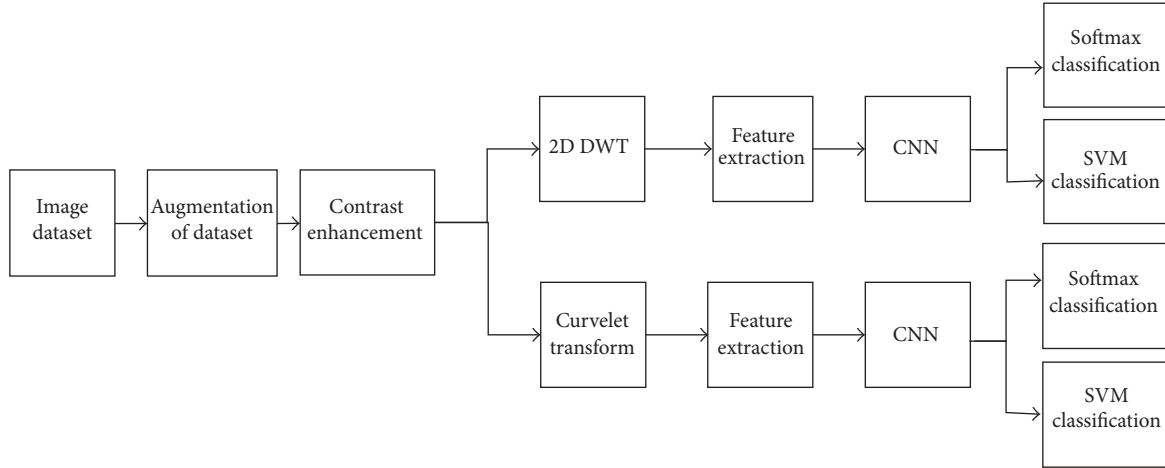 Image
dataset
Augmentation
of dataset
Contrast
enhancement
2D DWT
Feature
extraction
CNN
Softmax
classification
SVM
classification
Curvelet
transform
Feature
extraction
CNN
Softmax
classification
SVM
classification